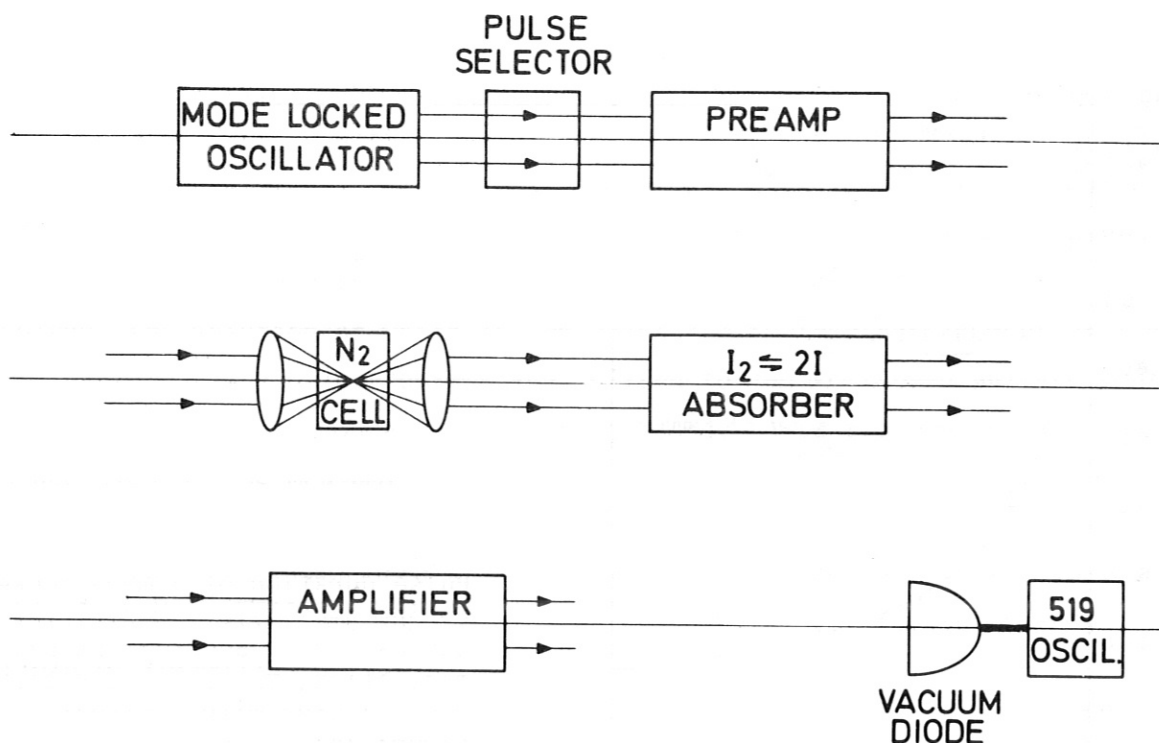 PULSE
SELECTOR
MODE LOCKED
OSCILLATOR
PREAMP
N₂
CELL
I₂ ⇋ 2I
ABSORBER
AMPLIFIER
519
OSCIL.
VACUUM
DIODE